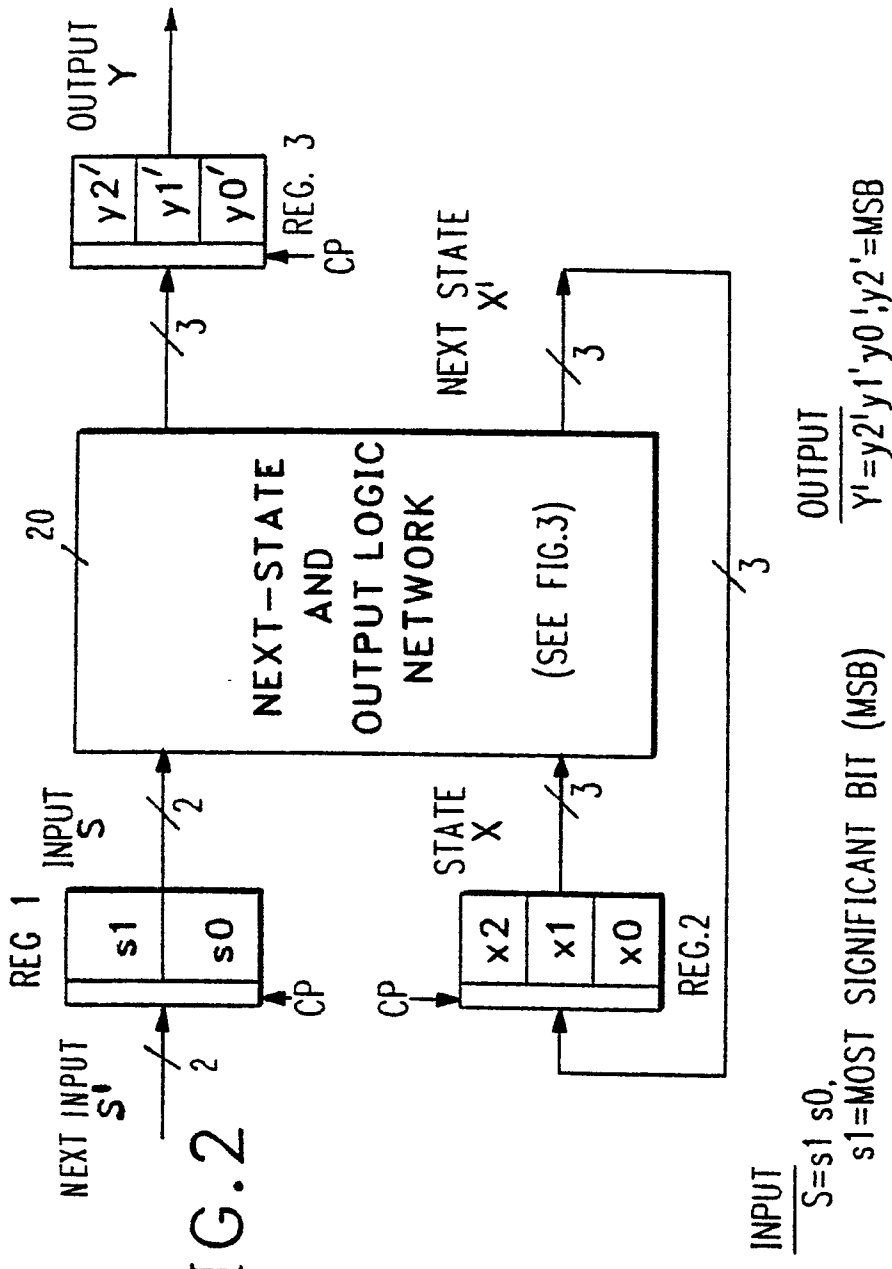 OUTPUT
Y
y2'
y1'
y0'
REG. 3
CP
3
20
NEXT-STATE
AND
OUTPUT LOGIC
NETWORK
(SEE FIG.3)
REG 1
INPUT
S
s1
s0
2
CP
NEXT INPUT
S'
2
NEXT STATE
X'
3
3
STATE
X
3
CP
x2
x1
x0
REG.2
G.2
INPUT
S=s1 s0,
s1=MOST SIGNIFICANT BIT (MSB)
OUTPUT
Y'=y2'y1'y0';y2'=MSB